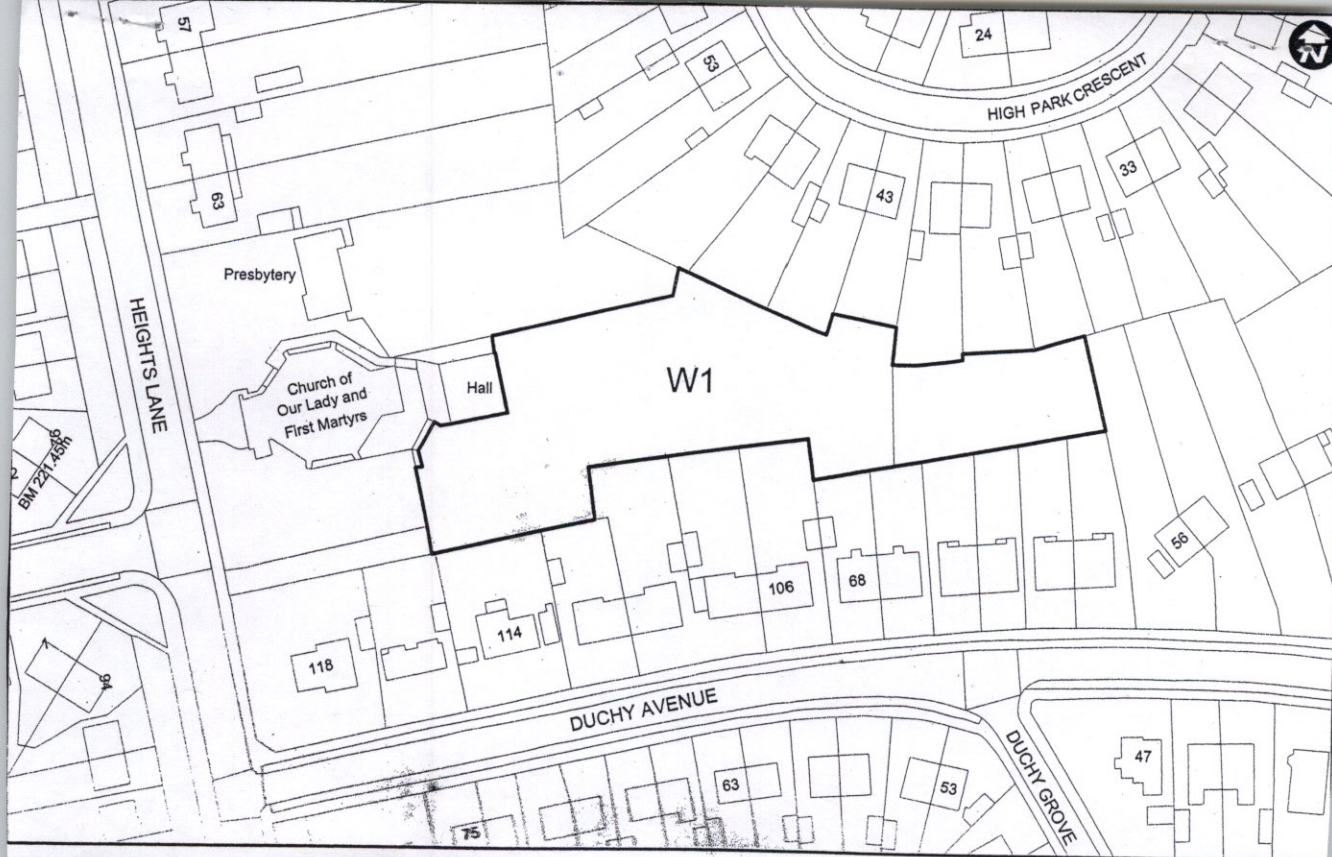 57
53
24
N
HIGH PARK CRESCENT
33
43
63
Presbytery
HEIGHTS LANE
Church of
Our Lady and
First Martyrs
Hall
W1
46
BM 221.45m
56
68
106
114
118
1
94
DUCHY AVENUE
DUCHY GROVE
47
63
53
75